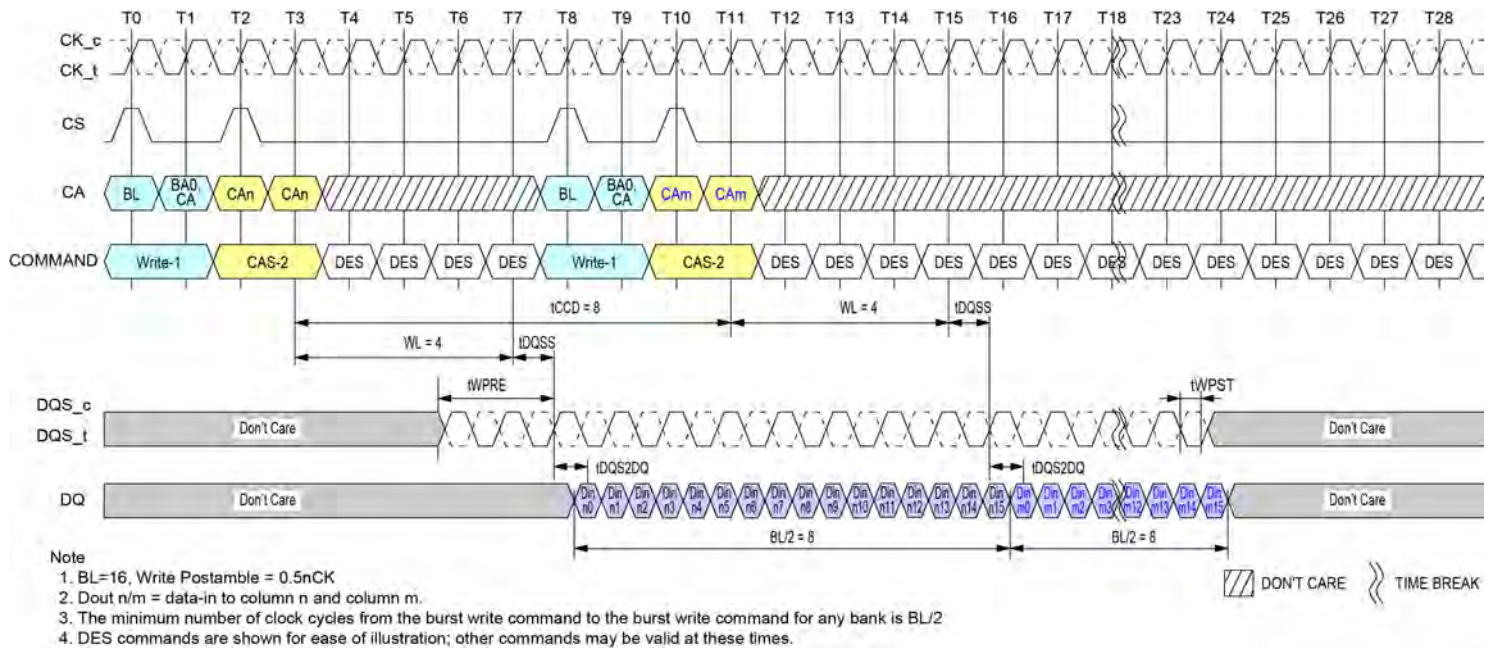 T0 T1 T2 T3 T4 T5 T6 T7 T8 T9 T10 T11 T12 T13 T14 T15 T16 T17 T18 T23 T24 T25 T26 T27 T28
CK_c
CK_t
CS
CA BL BA0, CA CAn CAn BL BA0, CA CAm CAm
COMMAND Write-1 CAS-2 DES DES DES DES Write-1 CAS-2 DES DES DES DES DES DES DES DES DES DES DES DES DES
tCCD = 8 WL = 4 tDQSS
WL = 4 tDQSS
tWPRE tWPST
DQS_c
DQS_t Don't Care Don't Care
tDQS2DQ tDQS2DQ
DQ Don't Care Din n0 Din n1 Din n2 Din n3 Din n4 Din n5 Din n6 Din n7 Din n8 Din n9 Din n10 Din n11 Din n12 Din n13 Din n14 Din n15 Din m0 Din m1 Din m2 Din m3 Din m12 Din m13 Din m14 Din m15 Don't Care
BL/2 = 8 BL/2 = 8
Note
1. BL=16, Write Postamble = 0.5nCK
2. Dout n/m = data-in to column n and column m.
3. The minimum number of clock cycles from the burst write command to the burst write command for any bank is BL/2
4. DES commands are shown for ease of illustration; other commands may be valid at these times.
DON'T CARE TIME BREAK